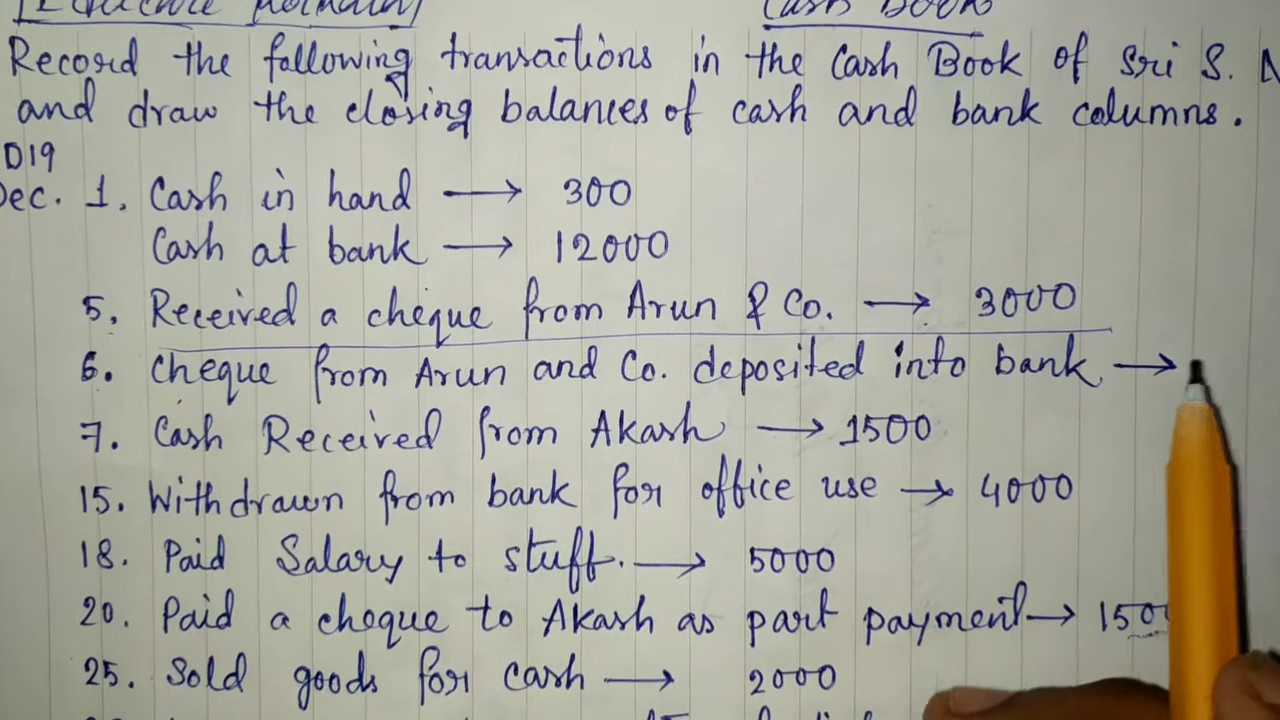 Cash Book
Record the following transactions in the Cash Book of Sri S.
and draw the closing balances of cash and bank columns.
019
Dec. 1. Cash in hand → 300
Cash at bank → 12000
5. Received a cheque from Arun & Co. → 3000
6. Cheque from Arun and Co. deposited into bank →
7. Cash Received from Akash → 1500
15. Withdrawn from bank for office use → 4000
18. Paid Salary to stuff. → 5000
20. Paid a cheque to Akash as part payment → 150
25. Sold goods for cash → 2000